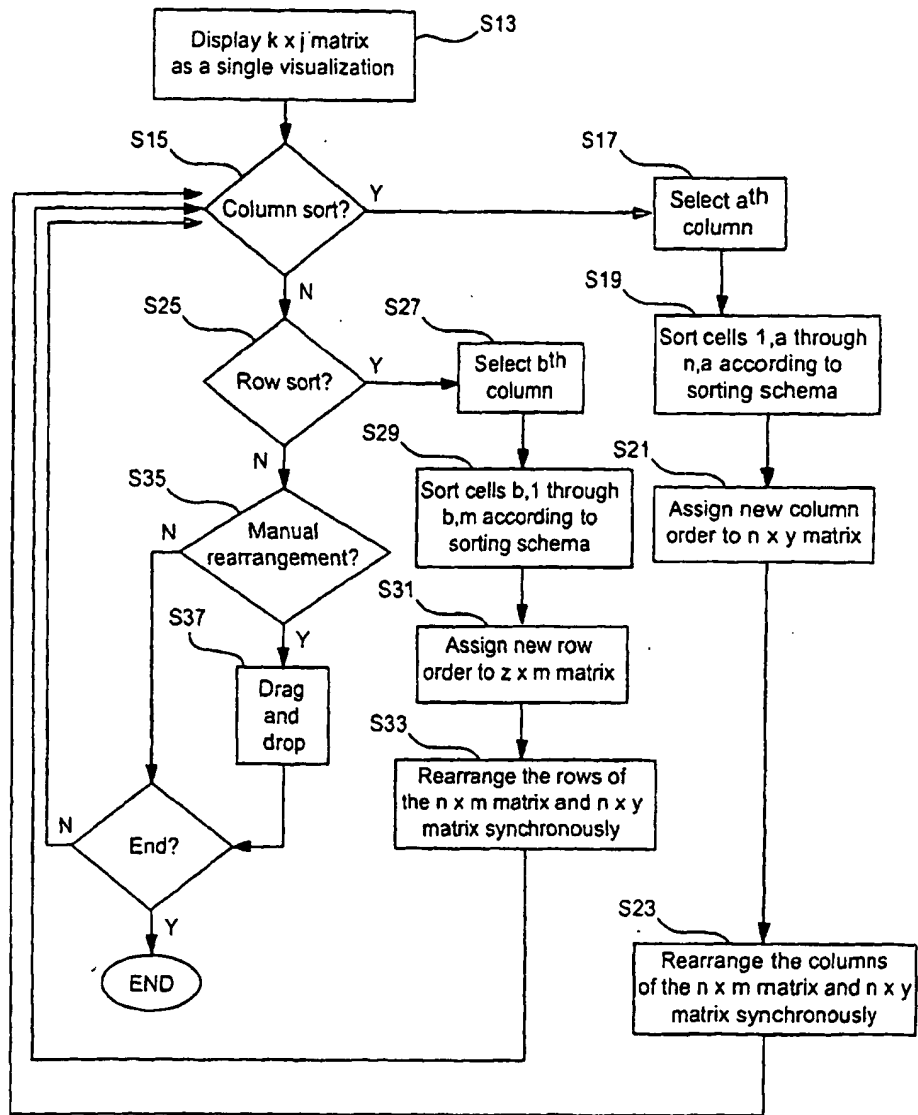 Display k x j matrix
as a single visualization
S13
S15
Column sort?
Y
N
S17
Select ath
column
S19
Sort cells 1,a through
n,a according to
sorting schema
S21
Assign new column
order to n x y matrix
S23
Rearrange the columns
of the n x m matrix and n x y
matrix synchronously
S25
Row sort?
Y
N
S27
Select bth
column
S29
Sort cells b,1 through
b,m according to
sorting schema
S31
Assign new row
order to z x m matrix
S33
Rearrange the rows of
the n x m matrix and n x y
matrix synchronously
S35
Manual
rearrangement?
N
Y
S37
Drag
and
drop
End?
N
Y
END